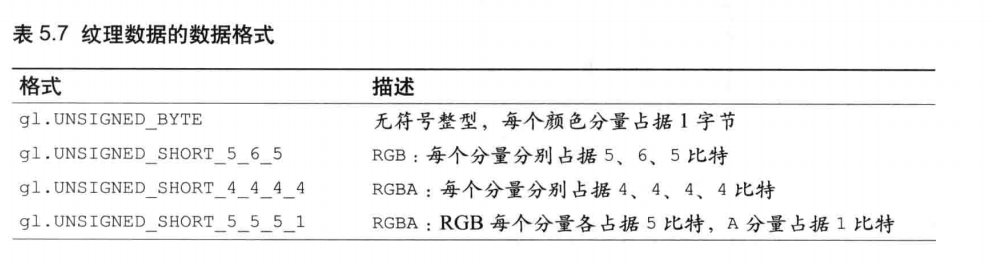 表 5.7 纹理数据的数据格式
格式 描述
gl.UNSIGNED_BYTE 无符号整型，每个颜色分量占据 1 字节
gl.UNSIGNED_SHORT_5_6_5 RGB：每个分量分别占据 5、6、5 比特
gl.UNSIGNED_SHORT_4_4_4_4 RGBA：每个分量分别占据 4、4、4、4 比特
gl.UNSIGNED_SHORT_5_5_5_1 RGBA：RGB 每个分量各占据 5 比特，A 分量占据 1 比特